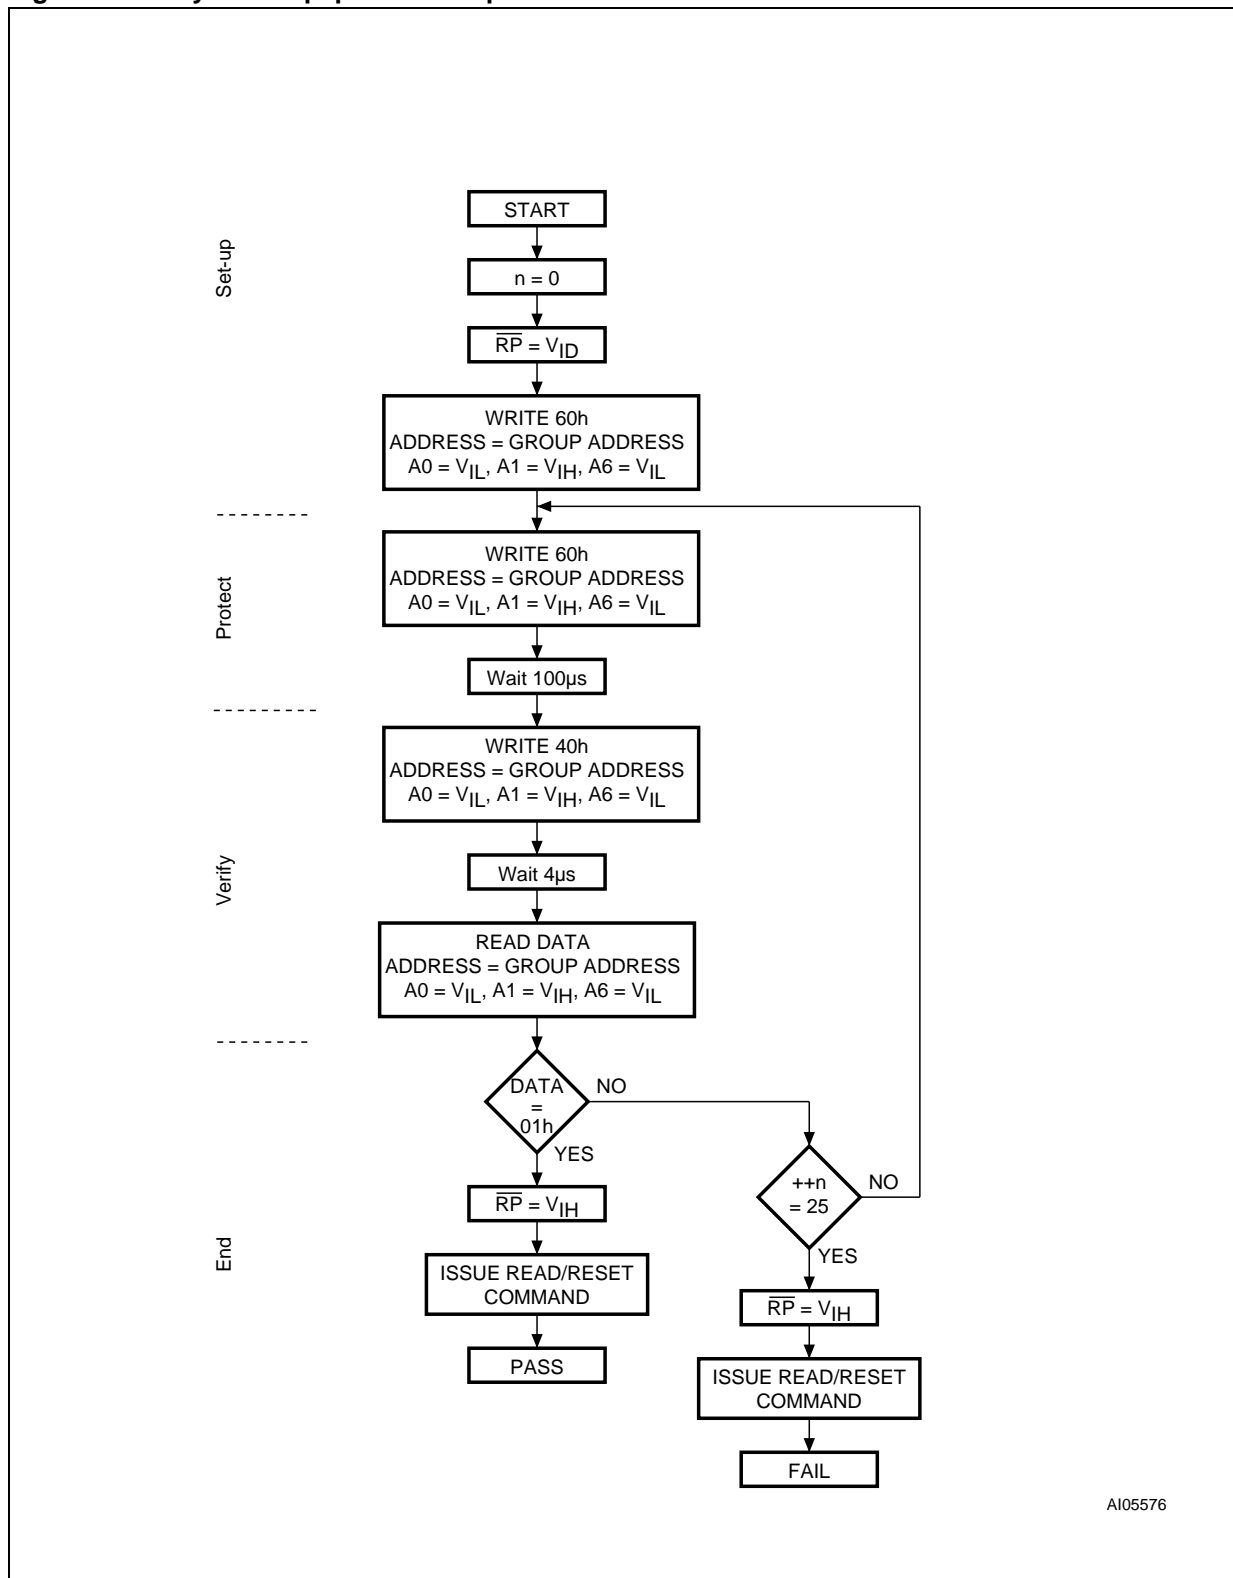 Set-up
START
n = 0
RP = VID
WRITE 60h
ADDRESS = GROUP ADDRESS
A0 = VIL, A1 = VIH, A6 = VIL
Protect
WRITE 60h
ADDRESS = GROUP ADDRESS
A0 = VIL, A1 = VIH, A6 = VIL
Wait 100µs
Verify
WRITE 40h
ADDRESS = GROUP ADDRESS
A0 = VIL, A1 = VIH, A6 = VIL
Wait 4µs
READ DATA
ADDRESS = GROUP ADDRESS
A0 = VIL, A1 = VIH, A6 = VIL
End
DATA
=
01h
NO
YES
RP = VIH
ISSUE READ/RESET
COMMAND
PASS
++n
= 25
NO
YES
RP = VIH
ISSUE READ/RESET
COMMAND
FAIL
AI05576